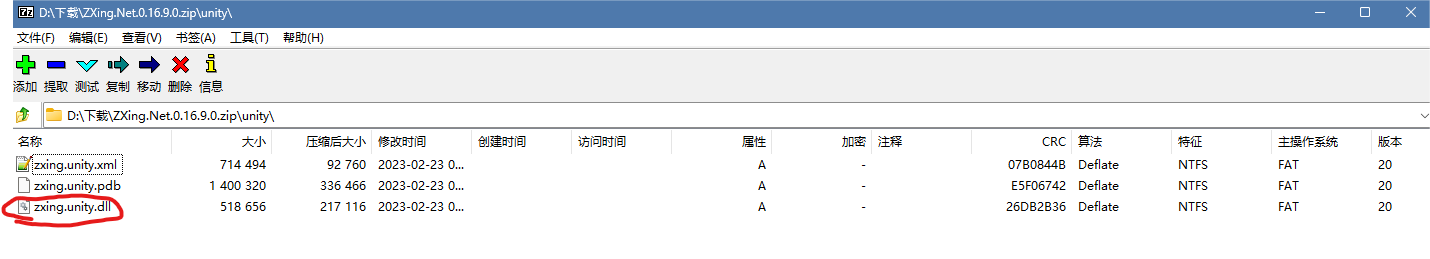 D:\下载\ZXing.Net.0.16.9.0.zip\unity\
文件(F) 编辑(E) 查看(V) 书签(A) 工具(T) 帮助(H)
添加 提取 测试 复制 移动 删除 信息
D:\下载\ZXing.Net.0.16.9.0.zip\unity\
名称 大小 压缩后大小 修改时间 创建时间 访问时间 属性 加密 注释 CRC 算法 特征 主操作系统 版本
zxing.unity.xml 714 494 92 760 2023-02-23 0... A - 07B0844B Deflate NTFS FAT 20
zxing.unity.pdb 1 400 320 336 466 2023-02-23 0... A - E5F06742 Deflate NTFS FAT 20
zxing.unity.dll 518 656 217 116 2023-02-23 0... A - 26DB2B36 Deflate NTFS FAT 20